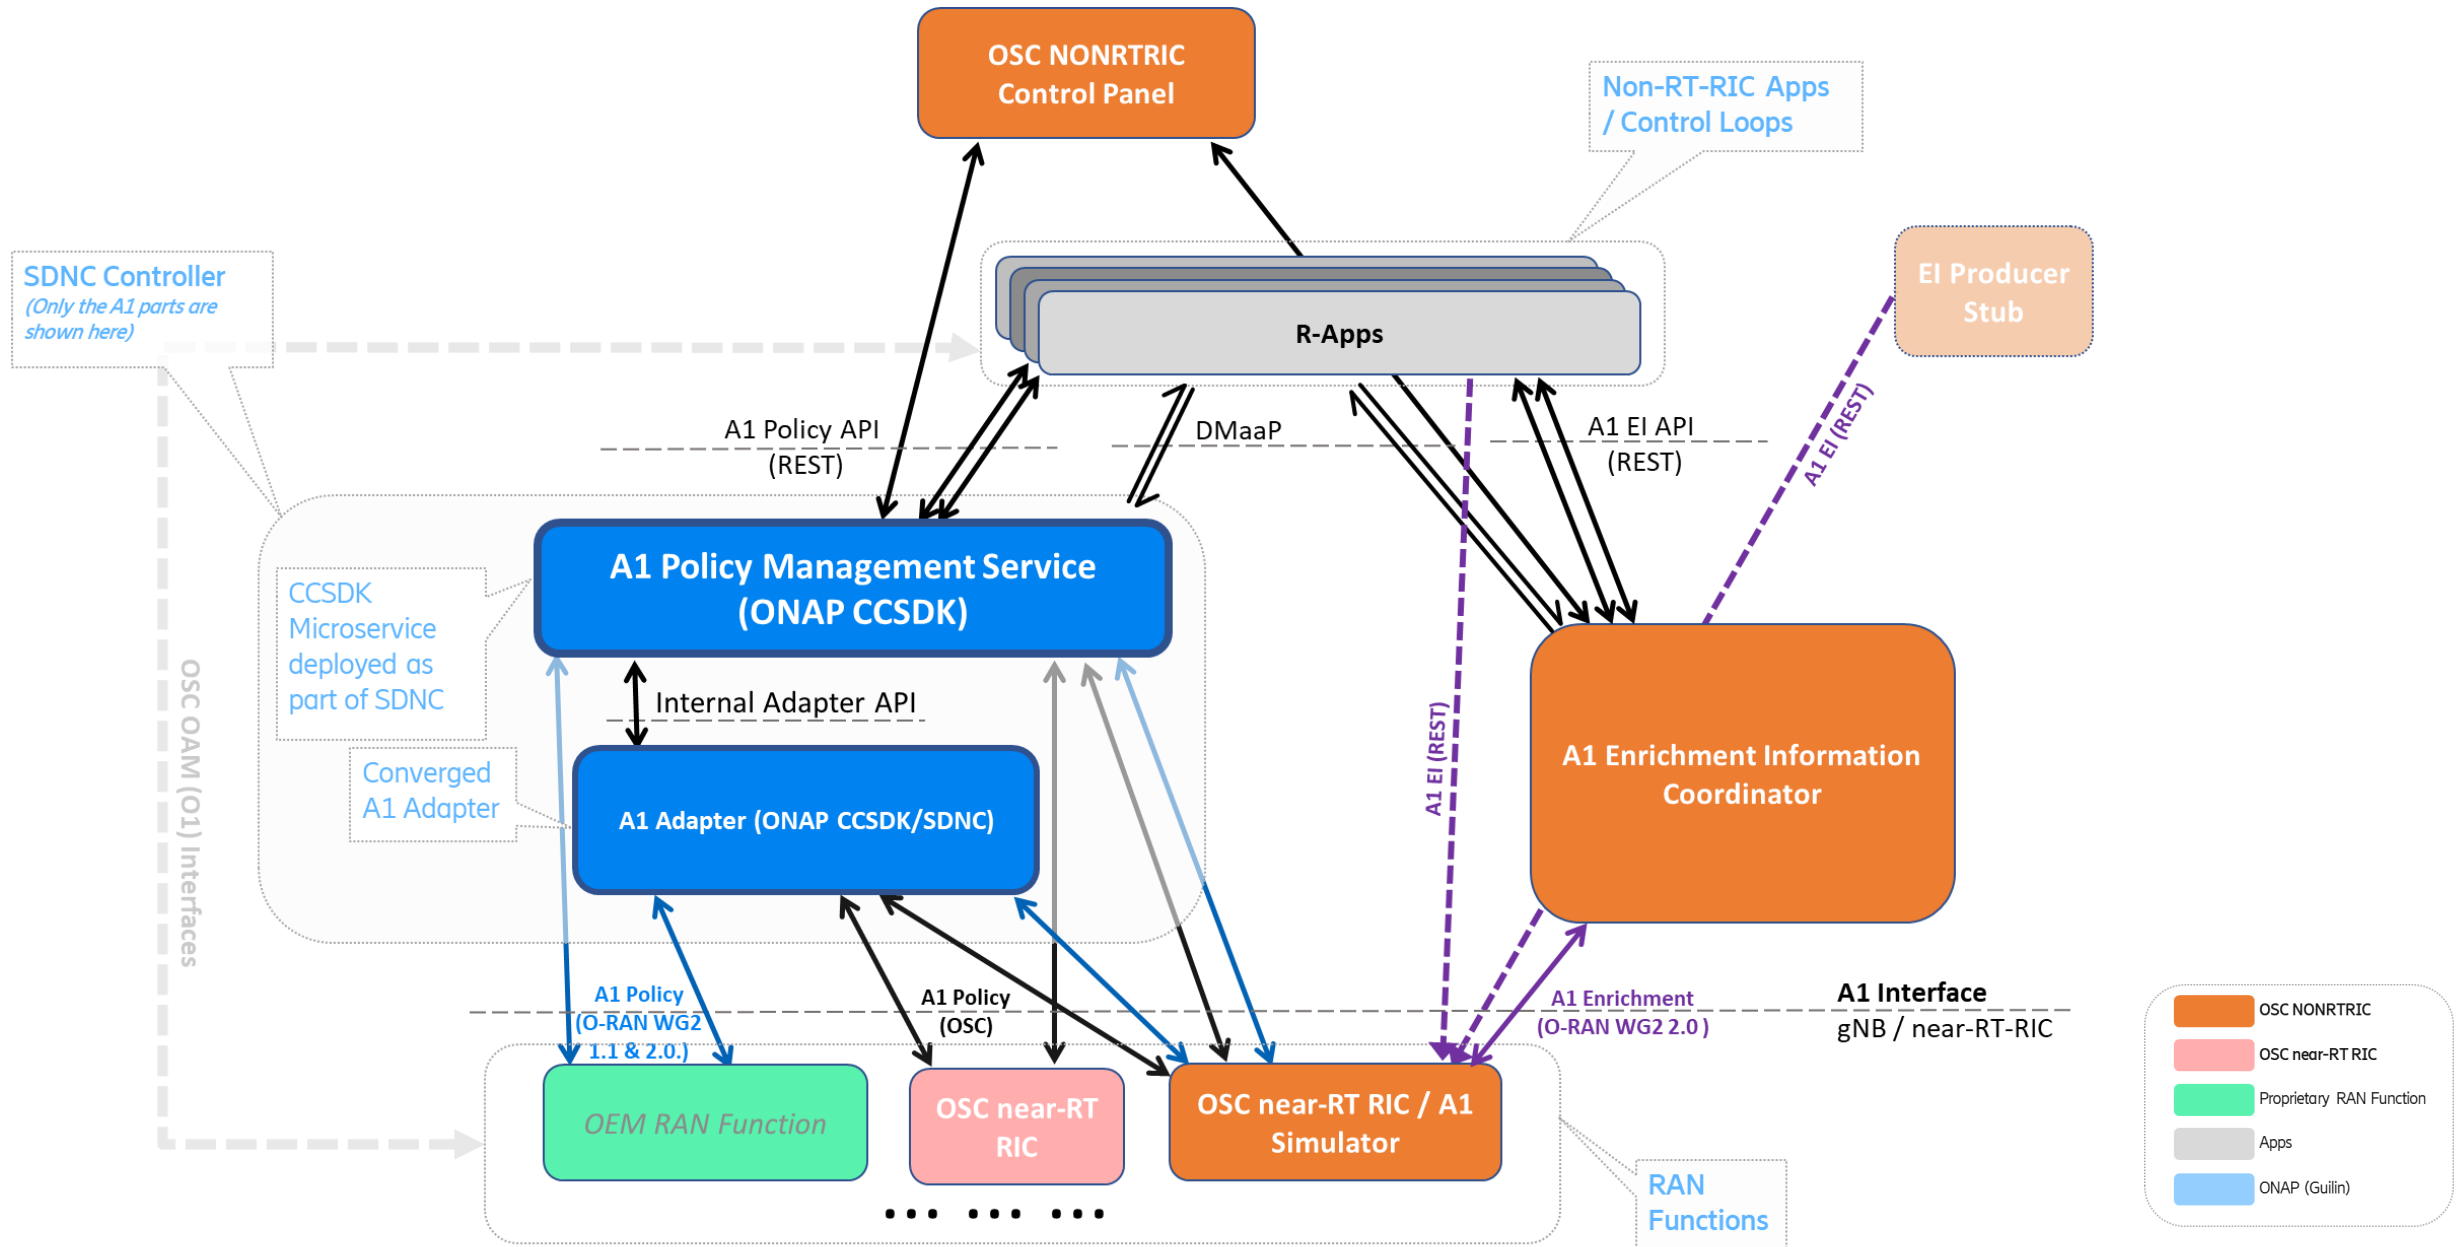 OSC NONRTRIC
Control Panel
Non-RT-RIC Apps
/ Control Loops
SDNC Controller
(Only the A1 parts are
shown here)
EI Producer
Stub
R-Apps
A1 Policy API
(REST)
DMaaP
A1 EI API
(REST)
A1 EI (REST)
A1 Policy Management Service
(ONAP CCSDK)
CCSDK
Microservice
deployed as
part of SDNC
OSC OAM (O1) Interfaces
Internal Adapter API
A1 EI (REST)
A1 Enrichment Information
Coordinator
Converged
A1 Adapter
A1 Adapter (ONAP CCSDK/SDNC)
A1 Policy
(O-RAN WG2
1.1 & 2.0.)
A1 Policy
(OSC)
A1 Enrichment
(O-RAN WG2 2.0 )
A1 Interface
gNB / near-RT-RIC
OEM RAN Function
OSC near-RT
RIC
OSC near-RT RIC / A1
Simulator
... ... ...
RAN
Functions
OSC NONRTRIC
OSC near-RT RIC
Proprietary RAN Function
Apps
ONAP (Guilin)